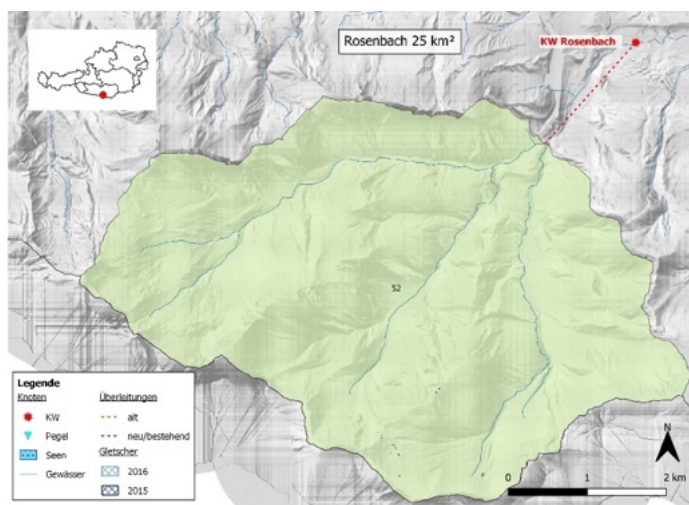 Rosenbach 25 km²
KW Rosenbach
52
Legende
Knoten
KW
Pegel
Seen
Gewässer
Überleitungen
alt
neu/bestehend
Gletscher
2016
2015
N
0 1 2 km